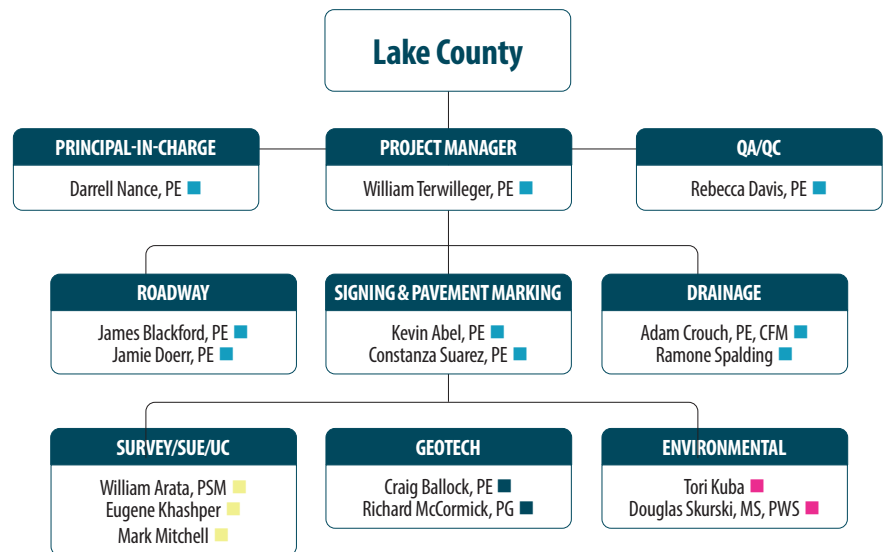 Lake County
PRINCIPAL-IN-CHARGE
Darrell Nance, PE
PROJECT MANAGER
William Terwilleger, PE
QA/QC
Rebecca Davis, PE
ROADWAY
James Blackford, PE
Jamie Doerr, PE
SIGNING & PAVEMENT MARKING
Kevin Abel, PE
Constanza Suarez, PE
DRAINAGE
Adam Crouch, PE, CFM
Ramone Spalding
SURVEY/SUE/UC
William Arata, PSM
Eugene Khashper
Mark Mitchell
GEOTECH
Craig Ballock, PE
Richard McCormick, PG
ENVIRONMENTAL
Tori Kuba
Douglas Skurski, MS, PWS